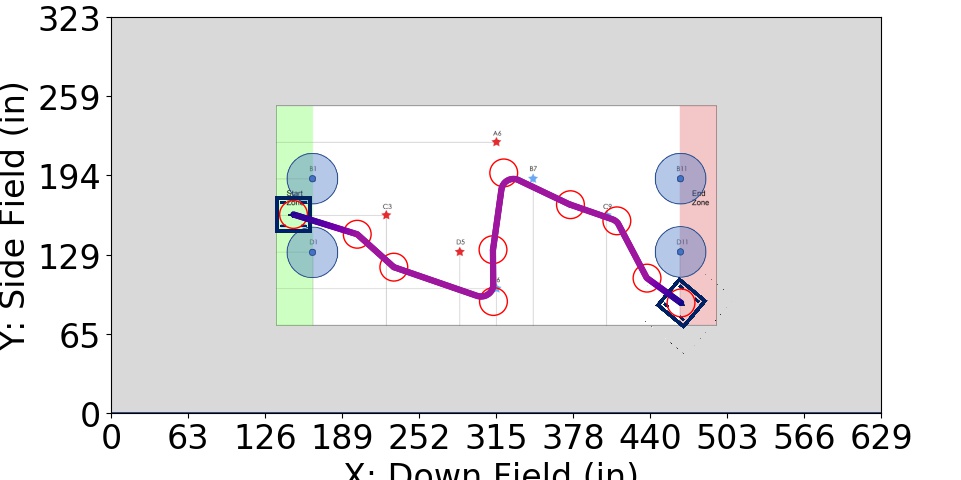 323
259
194
129
65
0
Y: Side Field (in)
A6
B1
B7
B11
Start
Zone
End
Zone
C3
C9
D1
D5
D11
6
0 63 126 189 252 315 378 440 503 566 629
X: Down Field (in)